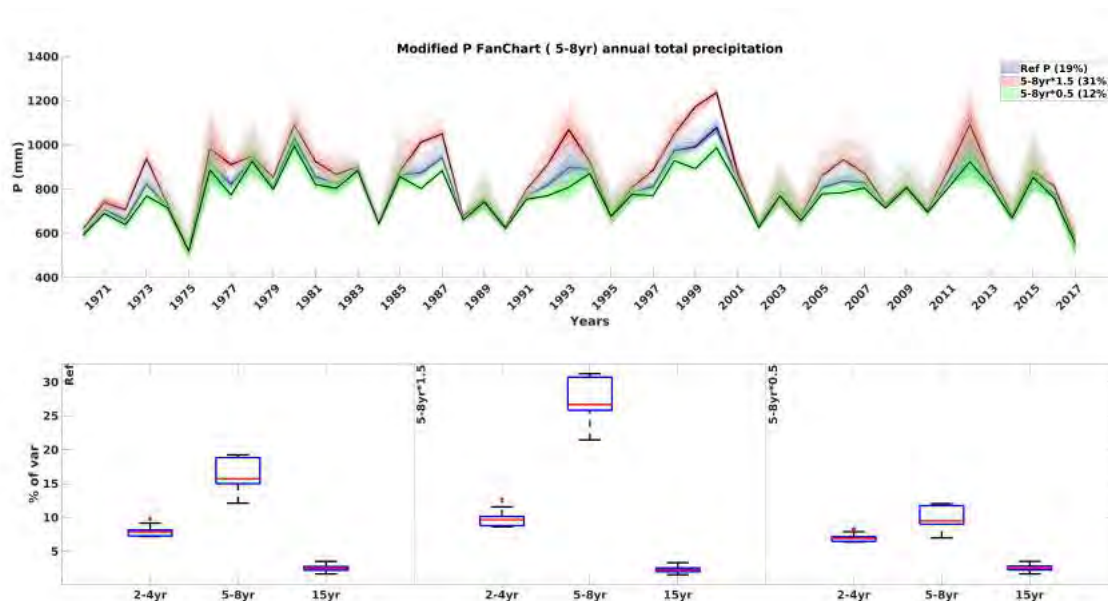 Modified P FanChart ( 5-8yr) annual total precipitation
Ref P (19%)
5-8yr*1.5 (31%)
5-8yr*0.5 (12%)
P (mm)
1400
1200
1000
800
600
400
1971 1973 1975 1977 1979 1981 1983 1985 1987 1989 1991 1993 1995 1997 1999 2001 2003 2005 2007 2009 2011 2013 2015 2017
Years
Ref
5-8yr*1.5
5-8yr*0.5
% of var
30
25
20
15
10
5
2-4yr 5-8yr 15yr 2-4yr 5-8yr 15yr 2-4yr 5-8yr 15yr